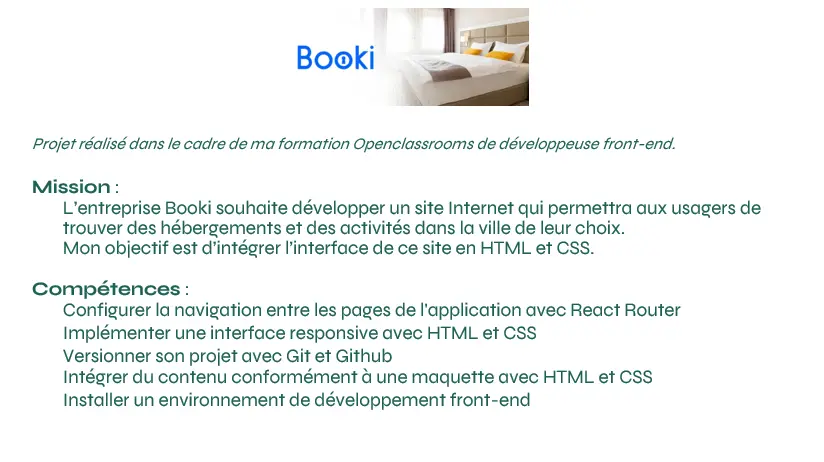 Booki
Projet réalisé dans le cadre de ma formation Openclassrooms de développeuse front-end.
Mission :
L’entreprise Booki souhaite développer un site Internet qui permettra aux usagers de
trouver des hébergements et des activités dans la ville de leur choix.
Mon objectif est d’intégrer l’interface de ce site en HTML et CSS.
Compétences :
Configurer la navigation entre les pages de l'application avec React Router
Implémenter une interface responsive avec HTML et CSS
Versionner son projet avec Git et Github
Intégrer du contenu conformément à une maquette avec HTML et CSS
Installer un environnement de développement front-end